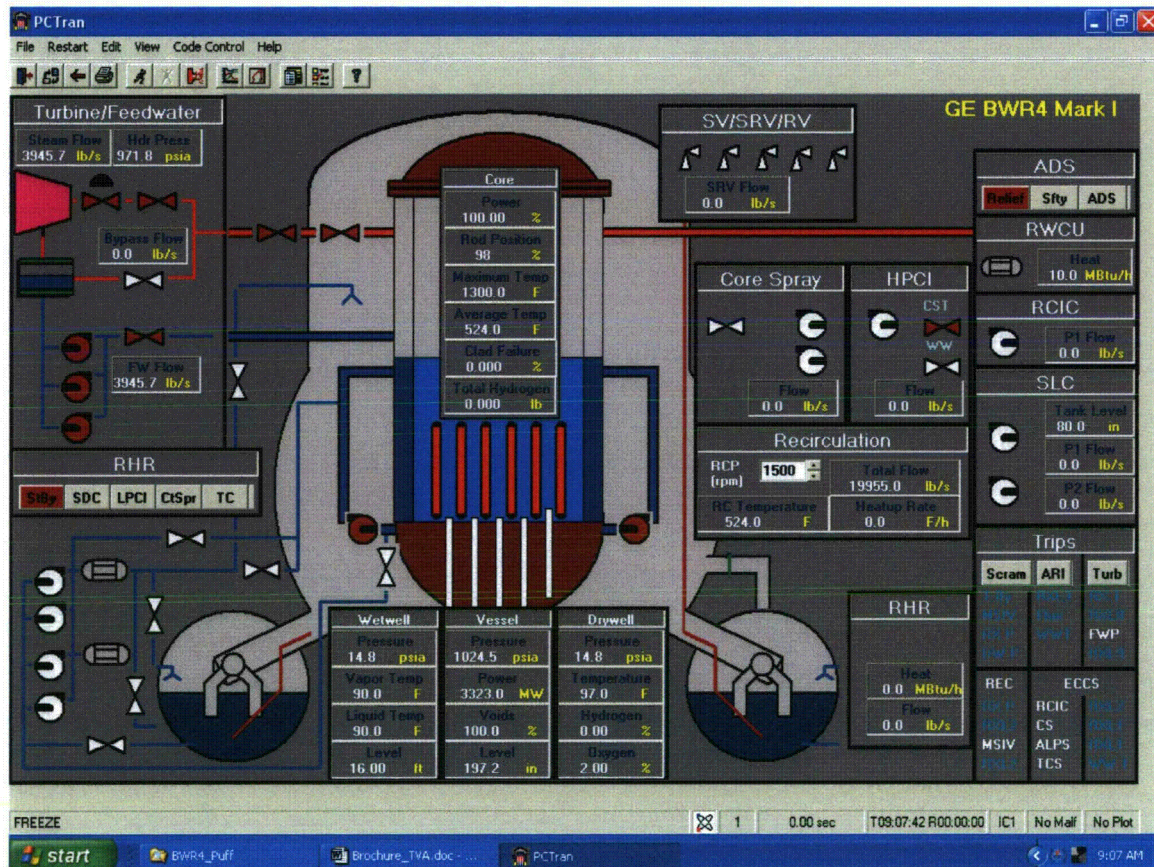 PCTran
File Restart Edit View Code Control Help
GE BWR4 Mark I
Turbine/Feedwater
Steam Flow
3945.7 lb/s
Hdr Press
971.8 psia
Bypass Flow
0.0 lb/s
FW Flow
3945.7 lb/s
RHR
StBy SDC LPCI CtSpr TC
Core
Power
100.00 %
Rod Position
98 %
Maximum Temp
1300.0 F
Average Temp
524.0 F
Clad Failure
0.000 %
Total Hydrogen
0.000 lb
SV/SRV/RV
SRV Flow
0.0 lb/s
Core Spray
Flow
0.0 lb/s
HPCI
CST
WW
Flow
0.0 lb/s
Recirculation
RCP
(rpm)
1500
Total Flow
19955.0 lb/s
RC Temperature
524.0 F
Heatup Rate
0.0 F/h
ADS
Relief Sfty ADS
RWCU
Heat
10.0 MBtu/h
RCIC
P1 Flow
0.0 lb/s
SLC
Tank Level
80.0 in
P1 Flow
0.0 lb/s
P2 Flow
0.0 lb/s
Trips
Scram ARI Turb
FWP
REC ECCS
RCIC
CS
MSIV ALPS
TCS
Wetwell
Pressure
14.8 psia
Vapor Temp
90.0 F
Liquid Temp
90.0 F
Level
16.00 ft
Vessel
Pressure
1024.5 psia
Power
3323.0 MW
Voids
100.0 %
Level
197.2 in
Drywell
Pressure
14.8 psia
Temperature
97.0 F
Hydrogen
0.00 %
Oxygen
2.00 %
RHR
Heat
0.0 MBtu/h
Flow
0.0 lb/s
FREEZE 1 0.00 sec T09:07:42 R00:00:00 IC1 No Malf No Plot
start BWR4_Puff Brochure_TVA.doc - ... PCTran 9:07 AM